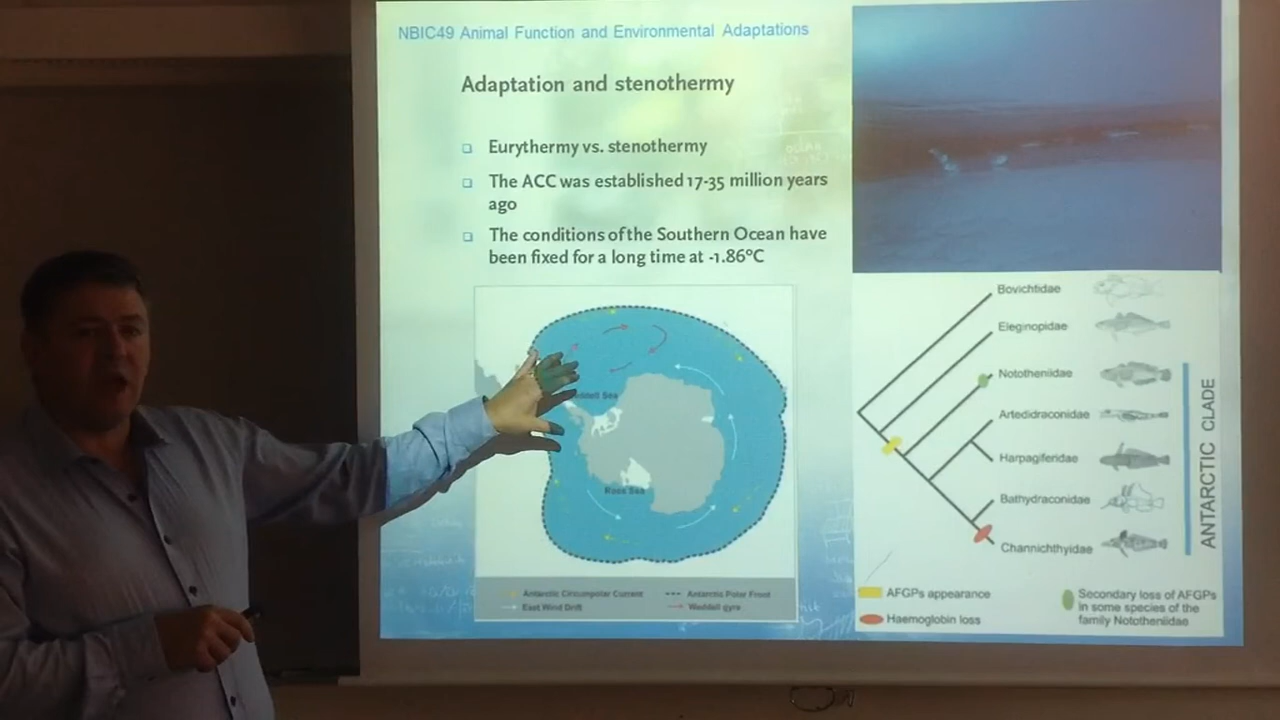 NBIC49 Animal Function and Environmental Adaptations
Adaptation and stenothermy
Eurythermy vs. stenothermy
The ACC was established 17-35 million years
ago
The conditions of the Southern Ocean have
been fixed for a long time at -1.86°C
Sea
Ross Sea
Antarctic Circumpolar Current
Antarctic Polar Front
East Wind Drift
Weddell gyre
Bovichtidae
Eleginopidae
Nototheniidae
Artedidraconidae
Harpagiferidae
Bathydraconidae
Channichthyidae
ANTARCTIC CLADE
AFGPs appearance
Haemoglobin loss
Secondary loss of AFGPs
in some species of the
family Nototheniidae